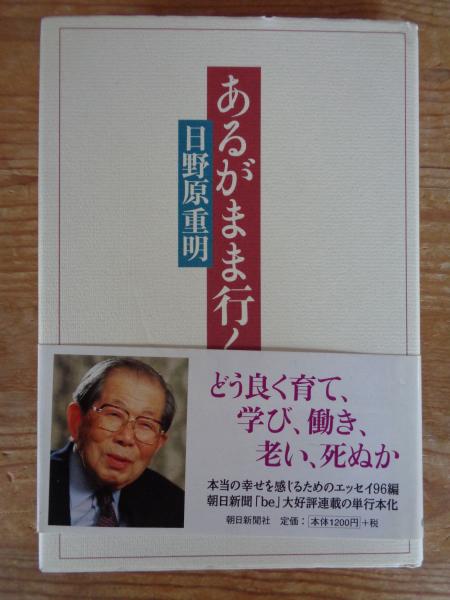 あるがまま行く
日野原重明
どう良く育て、
学び、働き、
老い、死ぬか
本当の幸せを感じるためのエッセイ96編
朝日新聞「be」大好評連載の単行本化
朝日新聞社 定価：本体1200円+税